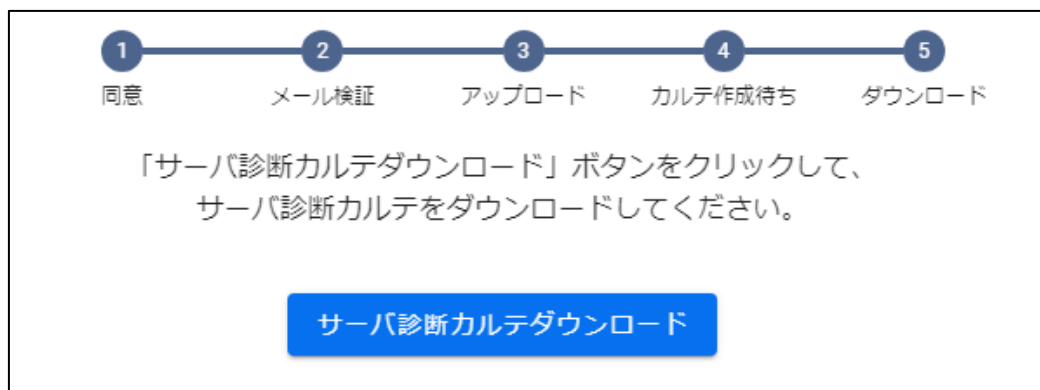 1 2 3 4 5
同意 メール検証 アップロード カルテ作成待ち ダウンロード
「サーバ診断カルテダウンロード」ボタンをクリックして、
サーバ診断カルテをダウンロードしてください。
サーバ診断カルテダウンロード